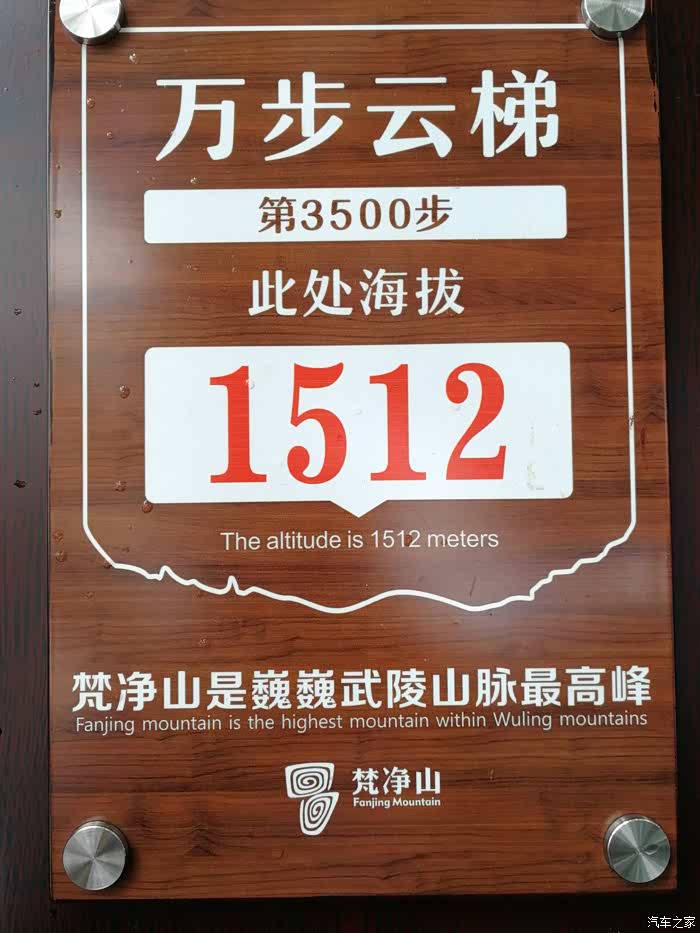 万步云梯
第3500步
此处海拔
1512
The altitude is 1512 meters
梵净山是巍巍武陵山脉最高峰
Fanjing mountain is the highest mountain within Wuling mountains
梵净山
Fanjing Mountain
汽车之家